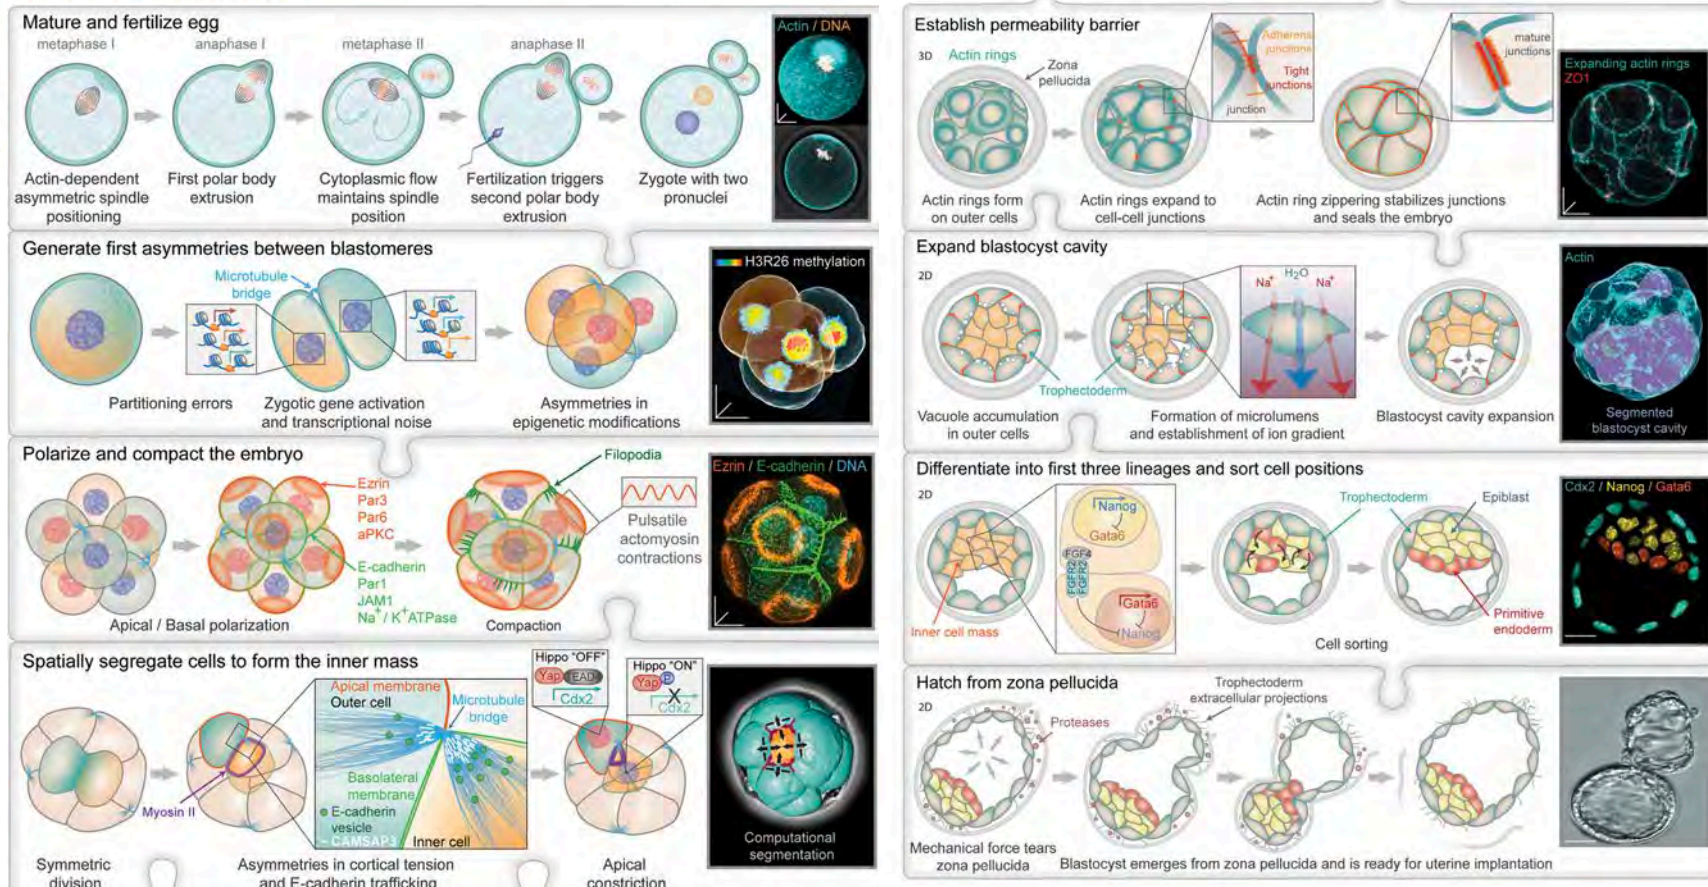 Mature and fertilize egg
metaphase I
anaphase I
metaphase II
anaphase II
Actin / DNA
Actin-dependent
asymmetric spindle
positioning
First polar body
extrusion
Cytoplasmic flow
maintains spindle
position
Fertilization triggers
second polar body
extrusion
Zygote with two
pronuclei
Generate first asymmetries between blastomeres
Microtubule
bridge
H3R26 methylation
Partitioning errors
Zygotic gene activation
and transcriptional noise
Asymmetries in
epigenetic modifications
Polarize and compact the embryo
Ezrin
Par3
Par6
aPKC
E-cadherin
Par1
JAM1
Na+ / K+ATPase
Filopodia
Pulsatile
actomyosin
contractions
Ezrin / E-cadherin / DNA
Apical / Basal polarization
Compaction
Spatially segregate cells to form the inner mass
Hippo "OFF"
Yap TEAD
Cdx2
Hippo "ON"
Yap P
Cdx2
Apical membrane
Outer cell
Microtubule
bridge
Basolateral
membrane
E-cadherin
vesicle
~ CAMSAP3
Inner cell
Myosin II
Computational
segmentation
Symmetric
division
Asymmetries in cortical tension
and E-cadherin trafficking
Apical
constriction
Establish permeability barrier
3D
Actin rings
Zona
pellucida
Adherens
junctions
Tight
junctions
junction
mature
junctions
Expanding actin rings
ZO1
Actin rings form
on outer cells
Actin rings expand to
cell-cell junctions
Actin ring zippering stabilizes junctions
and seals the embryo
Expand blastocyst cavity
2D
Na+
H2O
Na+
Actin
Trophectoderm
Vacuole accumulation
in outer cells
Formation of microlumens
and establishment of ion gradient
Blastocyst cavity expansion
Segmented
blastocyst cavity
Differentiate into first three lineages and sort cell positions
2D
Nanog
Gata6
FGF4
FGFR2
FGFR2
Gata6
Nanog
Inner cell mass
Trophectoderm
Epiblast
Primitive
endoderm
Cell sorting
Cdx2 / Nanog / Gata6
Hatch from zona pellucida
2D
Proteases
Trophectoderm
extracellular projections
Mechanical force tears
zona pellucida
Blastocyst emerges from zona pellucida and is ready for uterine implantation